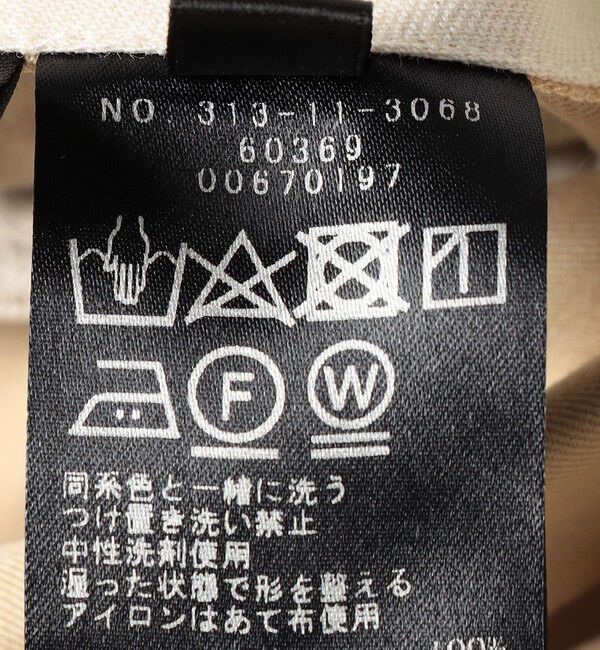 NO. 313-11-3068
60369
00670197
F W
同系色と一緒に洗う
つけ置き洗い禁止
中性洗剤使用
湿った状態で形を整える
アイロンはあて布使用
100%